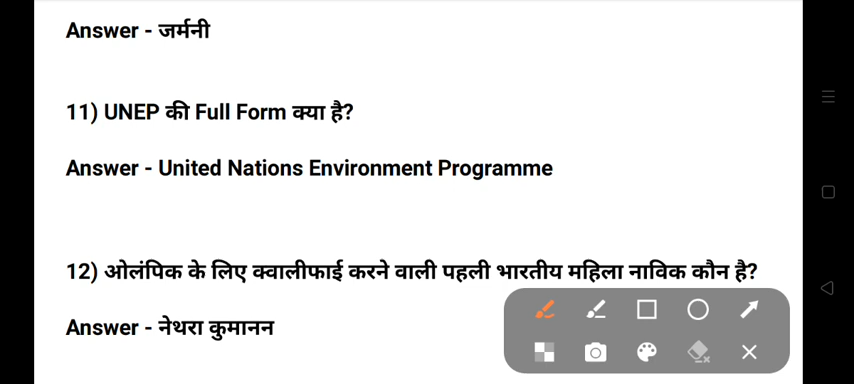 Answer - जर्मनी
11) UNEP की Full Form क्या है?
Answer - United Nations Environment Programme
12) ओलंपिक के लिए क्वालीफाई करने वाली पहली भारतीय महिला नाविक कौन है?
Answer - नेथरा कुमानन